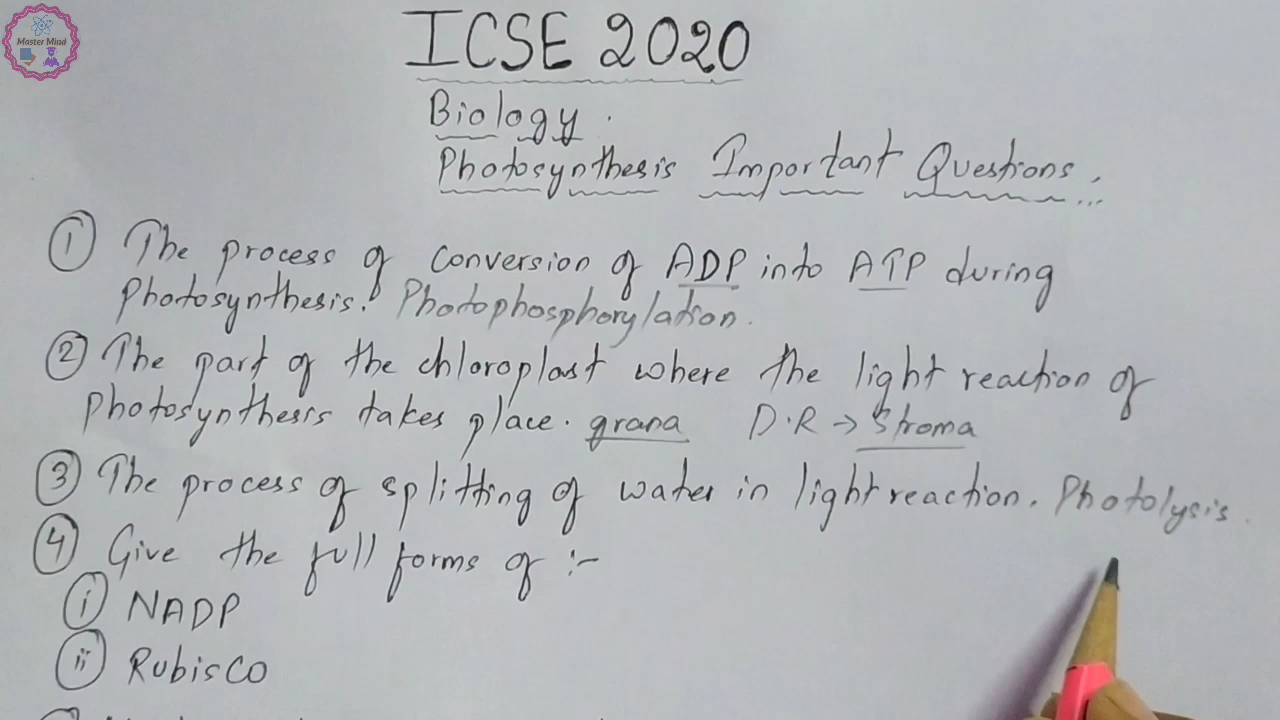 Master Mind
ICSE 2020
Biology.
Photosynthesis Important Questions....
① The process of conversion of ADP into ATP during
Photosynthesis. Photophosphorylation.
② The part of the chloroplast where the light reaction of
Photosynthesis takes place. grana D.R → Stroma
③ The process of splitting of water in light reaction. Photolysis.
④ Give the full forms of :-
ⓘ NADP
ⓘⓘ RubisCO